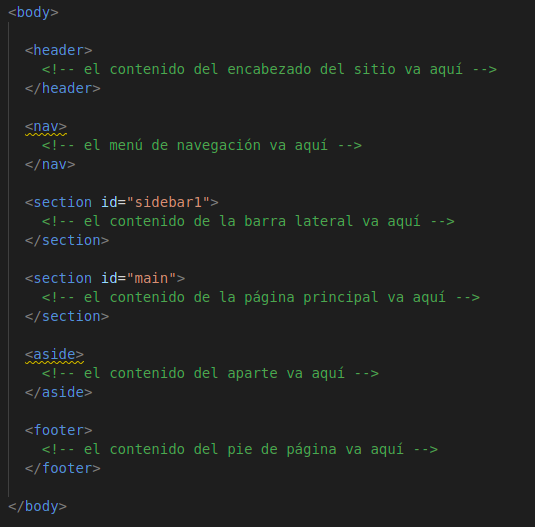 <body>
<header>
<!-- el contenido del encabezado del sitio va aquí -->
</header>
<nav>
<!-- el menú de navegación va aquí -->
</nav>
<section id="sidebar1">
<!-- el contenido de la barra lateral va aquí -->
</section>
<section id="main">
<!-- el contenido de la página principal va aquí -->
</section>
<aside>
<!-- el contenido del aparte va aquí -->
</aside>
<footer>
<!-- el contenido del pie de página va aquí -->
</footer>
</body>